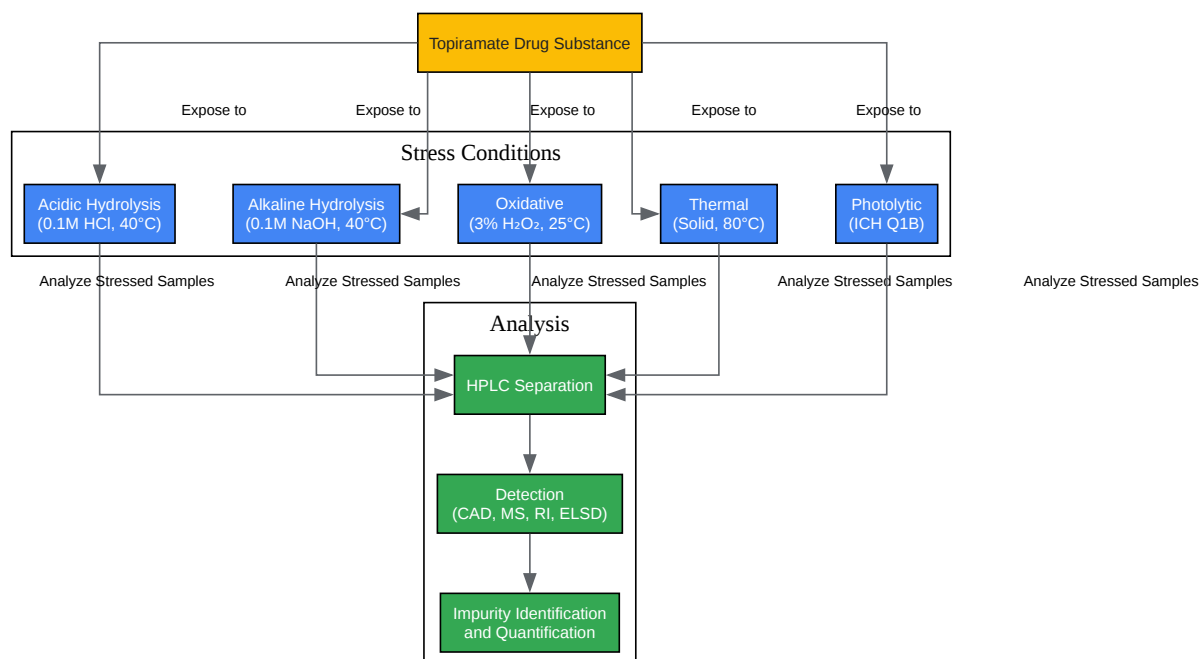 Topiramate Drug Substance
Expose to
Expose to
Expose to
Expose to
Expose to
Stress Conditions
Acidic Hydrolysis
(0.1M HCl, 40°C)
Alkaline Hydrolysis
(0.1M NaOH, 40°C)
Oxidative
(3% H₂O₂, 25°C)
Thermal
(Solid, 80°C)
Photolytic
(ICH Q1B)
Analyze Stressed Samples
Analyze Stressed Samples
Analyze Stressed Samples
Analyze Stressed Samples
Analyze Stressed Samples
Analysis
HPLC Separation
Detection
(CAD, MS, RI, ELSD)
Impurity Identification
and Quantification